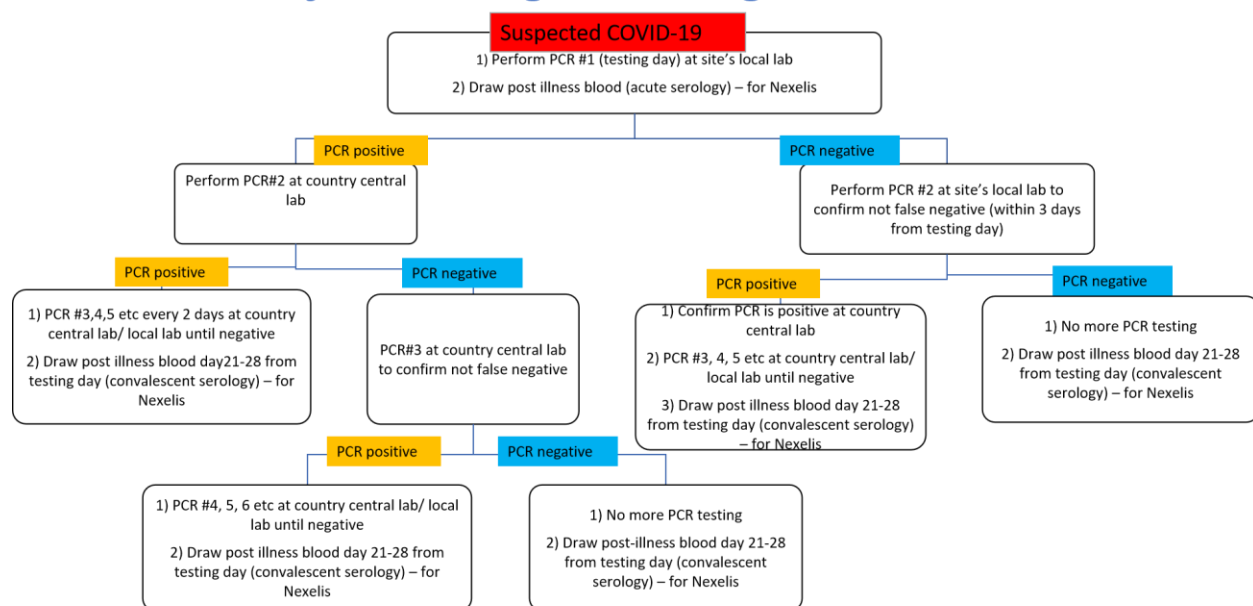 Suspected COVID-19
1) Perform PCR #1 (testing day) at site's local lab
2) Draw post illness blood (acute serology) – for Nexelis
PCR positive
PCR negative
Perform PCR#2 at country central
lab
Perform PCR #2 at site's local lab to
confirm not false negative (within 3 days
from testing day)
PCR positive
PCR negative
PCR positive
PCR negative
1) PCR #3,4,5 etc every 2 days at country
central lab/ local lab until negative
2) Draw post illness blood day21-28 from
testing day (convalescent serology) – for
Nexelis
PCR#3 at country central lab
to confirm not false negative
1) Confirm PCR is positive at country
central lab
2) PCR #3, 4, 5 etc at country central lab/
local lab until negative
3) Draw post illness blood day 21-28
from testing day (convalescent serology)
– for Nexelis
1) No more PCR testing
2) Draw post illness blood day 21-28
from testing day (convalescent
serology) – for Nexelis
PCR positive
PCR negative
1) PCR #4, 5, 6 etc at country central lab/ local
lab until negative
2) Draw post illness blood day 21-28 from
testing day (convalescent serology) – for
Nexelis
1) No more PCR testing
2) Draw post-illness blood day 21-28
from testing day (convalescent
serology) – for Nexelis